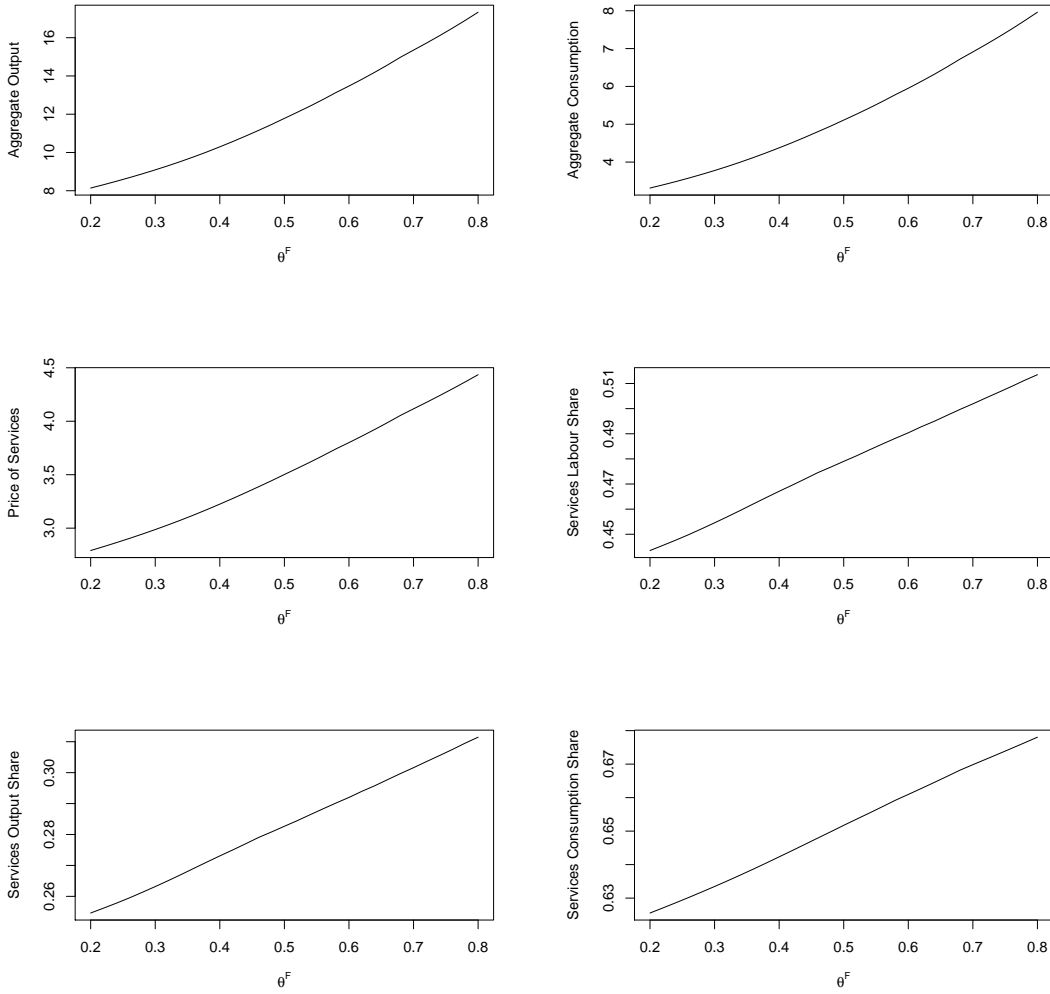 Aggregate Output
8 10 12 14 16
0.2 0.3 0.4 0.5 0.6 0.7 0.8
θF
Aggregate Consumption
4 5 6 7 8
0.2 0.3 0.4 0.5 0.6 0.7 0.8
θF
Price of Services
3.0 3.5 4.0 4.5
0.2 0.3 0.4 0.5 0.6 0.7 0.8
θF
Services Labour Share
0.45 0.47 0.49 0.51
0.2 0.3 0.4 0.5 0.6 0.7 0.8
θF
Services Output Share
0.26 0.28 0.30
0.2 0.3 0.4 0.5 0.6 0.7 0.8
θF
Services Consumption Share
0.63 0.65 0.67
0.2 0.3 0.4 0.5 0.6 0.7 0.8
θF